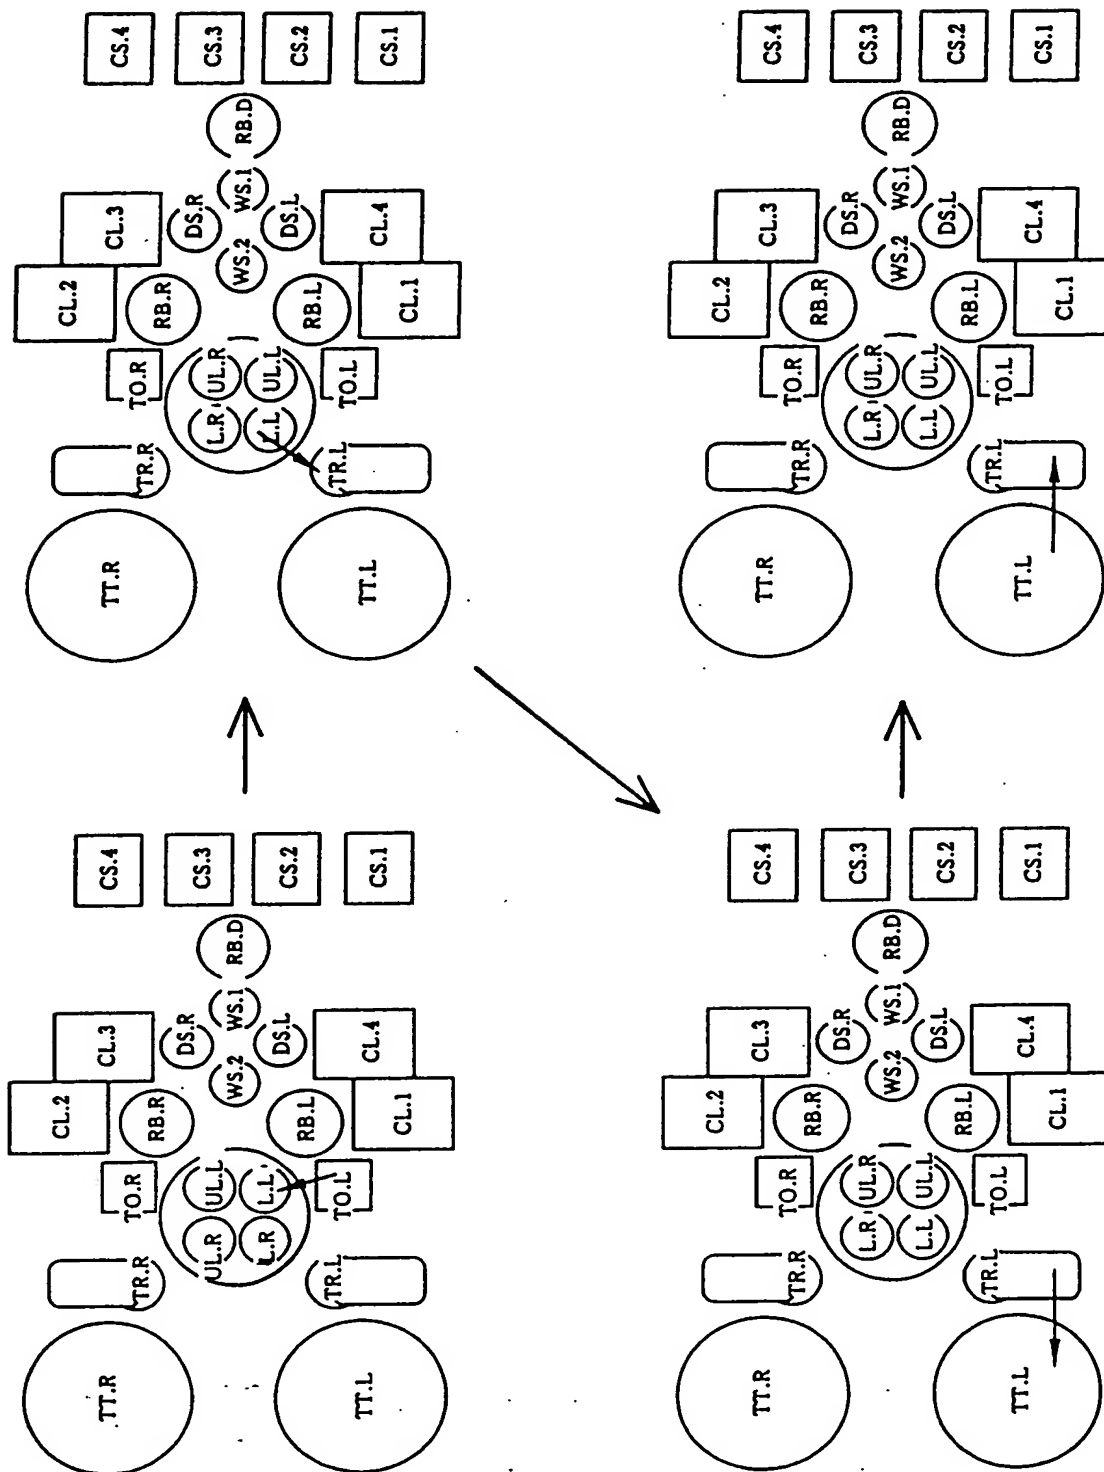 TT.R
TT.L
TR.R
TR.L
UL.R
L.R
UL.L
L.L
TO.R
TO.L
RB.R
RB.L
CL.2
CL.1
CL.3
CL.4
WS.2
DS.R
DS.L
WS.1
RB.D
CS.4
CS.3
CS.2
CS.1
TT.R
TT.L
TR.R
TR.L
L.R
L.L
UL.R
UL.L
TO.R
TO.L
RB.R
RB.L
CL.2
CL.1
CL.3
CL.4
WS.2
DS.R
DS.L
WS.1
RB.D
CS.4
CS.3
CS.2
CS.1
TT.R
TT.L
TR.R
TR.L
L.R
L.L
UL.R
UL.L
TO.R
TO.L
RB.R
RB.L
CL.2
CL.1
CL.3
CL.4
WS.2
DS.R
DS.L
WS.1
RB.D
CS.4
CS.3
CS.2
CS.1
TT.R
TT.L
TR.R
TR.L
L.R
L.L
UL.R
UL.L
TO.R
TO.L
RB.R
RB.L
CL.2
CL.1
CL.3
CL.4
WS.2
DS.R
DS.L
WS.1
RB.D
CS.4
CS.3
CS.2
CS.1